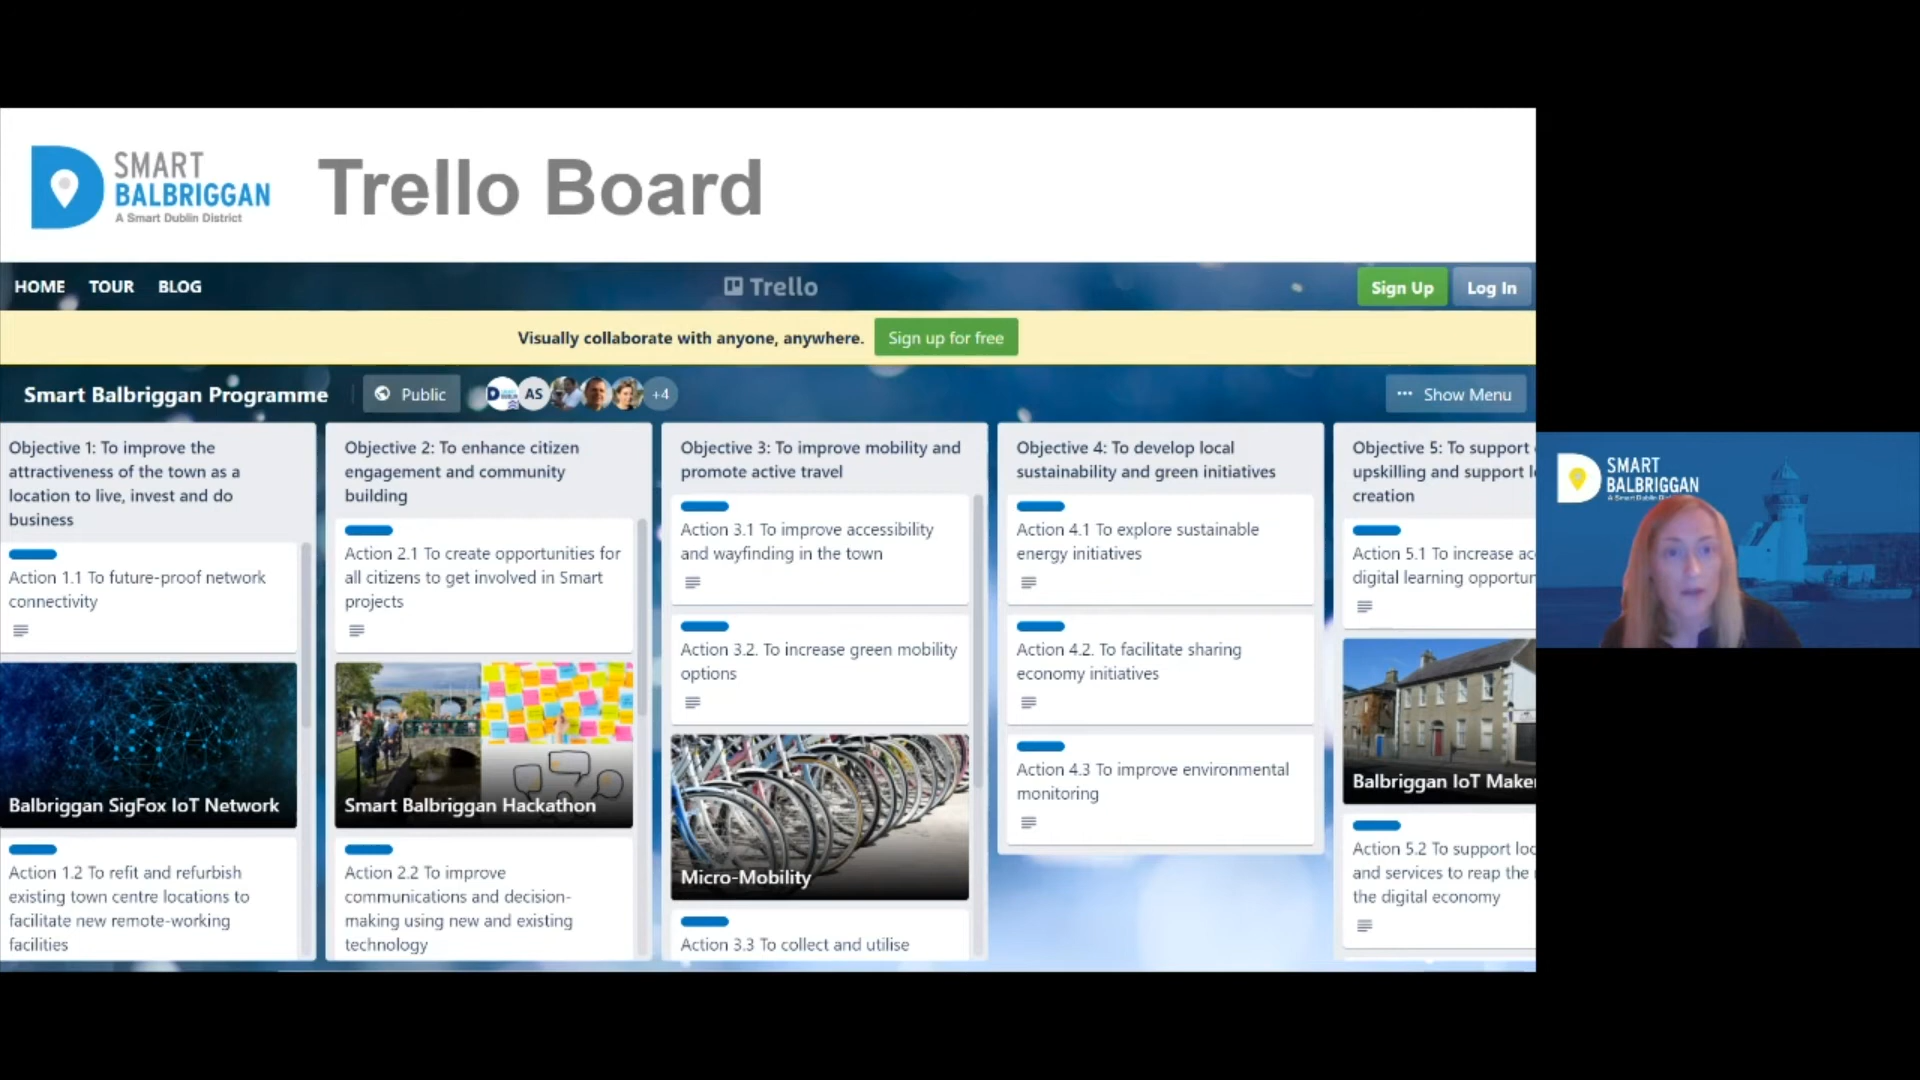 SMART
BALBRIGGAN
A Smart Dublin District
Trello Board
HOME TOUR BLOG
Trello
Sign Up
Log In
Visually collaborate with anyone, anywhere.
Sign up for free
Smart Balbriggan Programme
Public
AS
+4
··· Show Menu
Objective 1: To improve the
attractiveness of the town as a
location to live, invest and do
business
Action 1.1 To future-proof network
connectivity
Balbriggan SigFox IoT Network
Action 1.2 To refit and refurbish
existing town centre locations to
facilitate new remote-working
facilities
Objective 2: To enhance citizen
engagement and community
building
Action 2.1 To create opportunities for
all citizens to get involved in Smart
projects
Smart Balbriggan Hackathon
Action 2.2 To improve
communications and decision-
making using new and existing
technology
Objective 3: To improve mobility and
promote active travel
Action 3.1 To improve accessibility
and wayfinding in the town
Action 3.2. To increase green mobility
options
Micro-Mobility
Action 3.3 To collect and utilise
Objective 4: To develop local
sustainability and green initiatives
Action 4.1 To explore sustainable
energy initiatives
Action 4.2. To facilitate sharing
economy initiatives
Action 4.3 To improve environmental
monitoring
Objective 5: To support
upskilling and support
creation
Action 5.1 To increase
digital learning
Balbriggan IoT
Action 5.2 To support
and services to reap the
the digital economy
SMART
BALBRIGGAN
A Smart Dublin